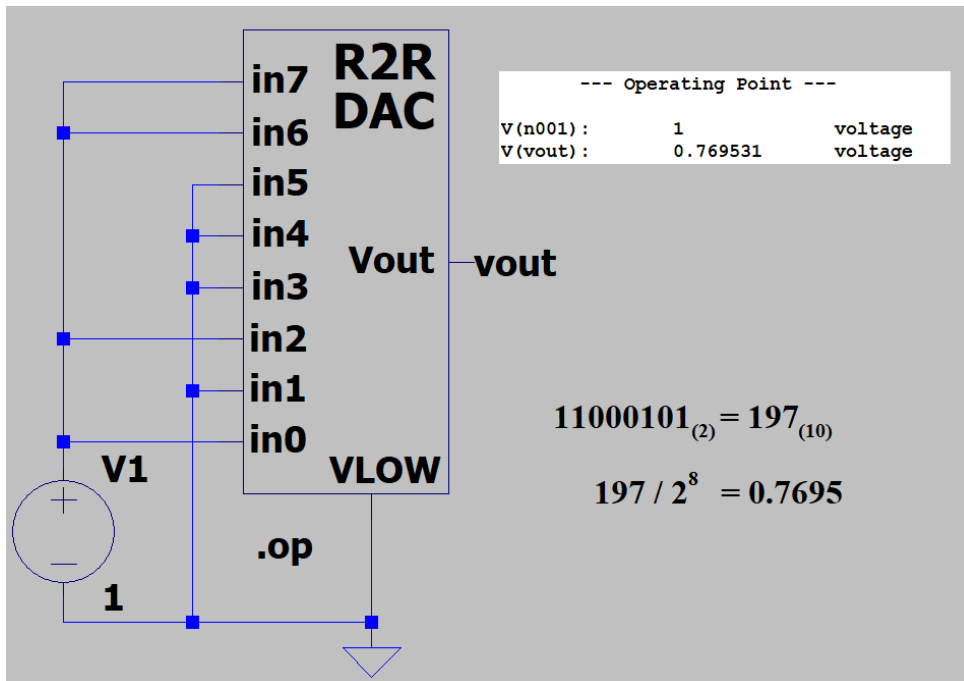 in7
R2R
DAC
in6
in5
in4
in3
in2
in1
in0
Vout
vout
VLOW
V1
1
.op
--- Operating Point ---
V(n001): 1 voltage
V(vout): 0.769531 voltage
11000101(2) = 197(10)
197 / 2^8 = 0.7695